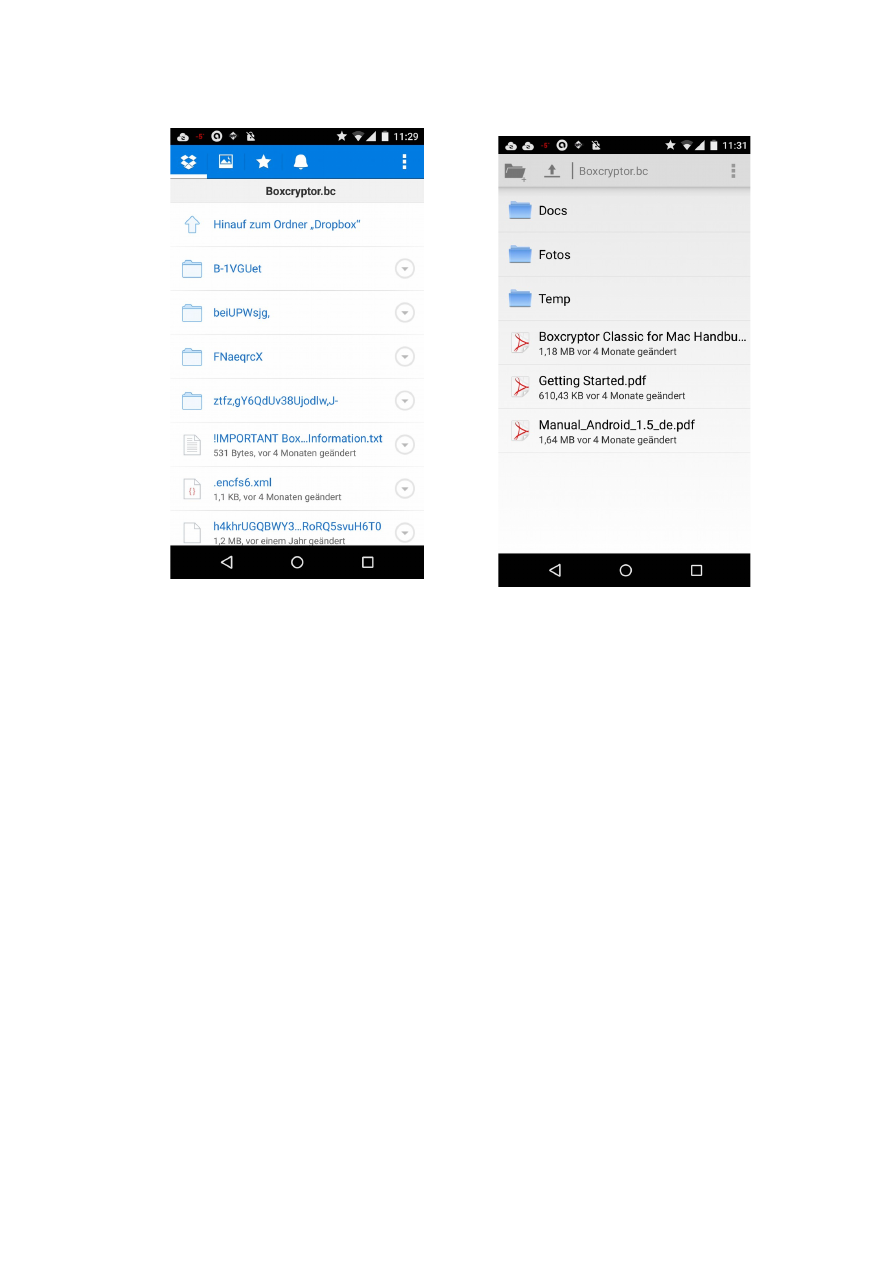 11:29
Boxcryptor.bc
Hinauf zum Ordner „Dropbox“
B-1VGUet
beiUPWsjg,
FNaeqrcX
ztfz,gY6QdUv38Ujodlw,J-
!IMPORTANT Box...Information.txt
531 Bytes, vor 4 Monaten geändert
.encfs6.xml
1,1 KB, vor 4 Monaten geändert
h4khrUGQBWY3...RoRQ5svuH6T0
1,2 MB, vor einem Jahr geändert
11:31
Boxcryptor.bc
Docs
Fotos
Temp
Boxcryptor Classic for Mac Handbu...
1,18 MB vor 4 Monate geändert
Getting Started.pdf
610,43 KB vor 4 Monate geändert
Manual_Android_1.5_de.pdf
1,64 MB vor 4 Monate geändert